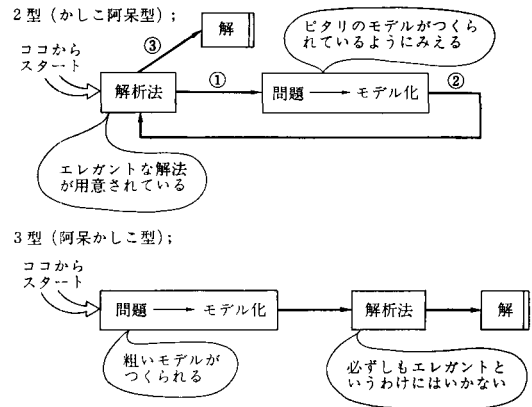 2型(かしこ阿呆型);
ココから
スタート
解析法
①
問題 → モデル化
②
③
解
ピタリのモデルがつくら
れているようにみえる
エレガントな解法
が用意されている
3型(阿呆かしこ型);
ココから
スタート
問題 → モデル化
解析法
解
粗いモデルが
つくられる
必ずしもエレガントと
いうわけにはいかない